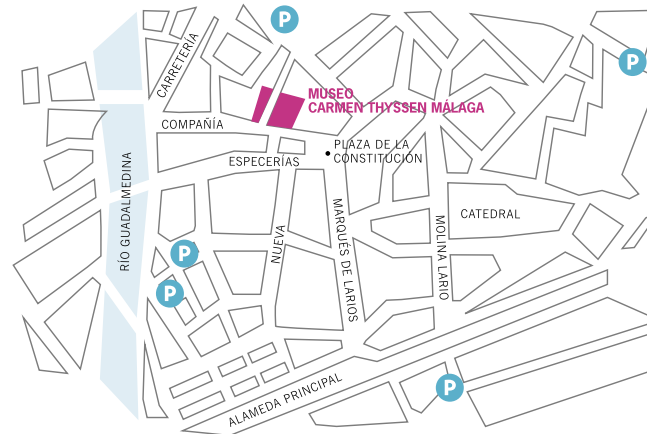 P
P
CARRETERÍA
MUSEO
CARMEN THYSSEN MÁLAGA
COMPAÑÍA
PLAZA DE LA
CONSTITUCIÓN
ESPECERÍAS
RÍO GUADALMEDINA
CATEDRAL
NUEVA
MARQUÉS DE LARIOS
MOLINA LARIO
P
P
P
ALAMEDA PRINCIPAL